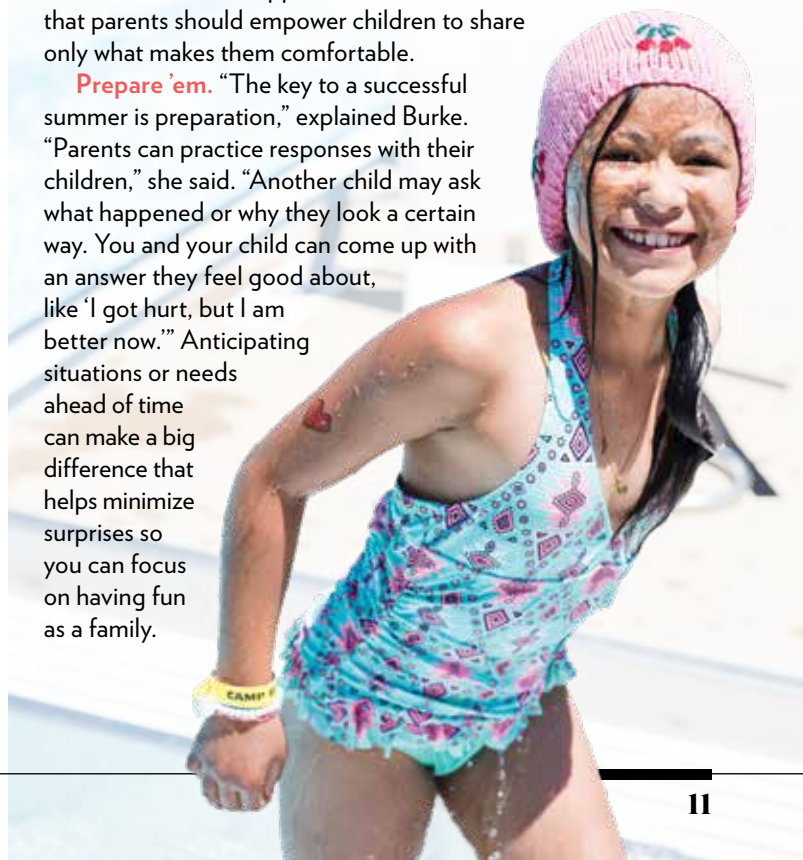 that parents should empower children to share
only what makes them comfortable.
Prepare ’em. “The key to a successful
summer is preparation,” explained Burke.
“Parents can practice responses with their
children,” she said. “Another child may ask
what happened or why they look a certain
way. You and your child can come up with
an answer they feel good about,
like ‘I got hurt, but I am
better now.’” Anticipating
situations or needs
ahead of time
can make a big
difference that
helps minimize
surprises so
you can focus
on having fun
as a family.
CAMP
11